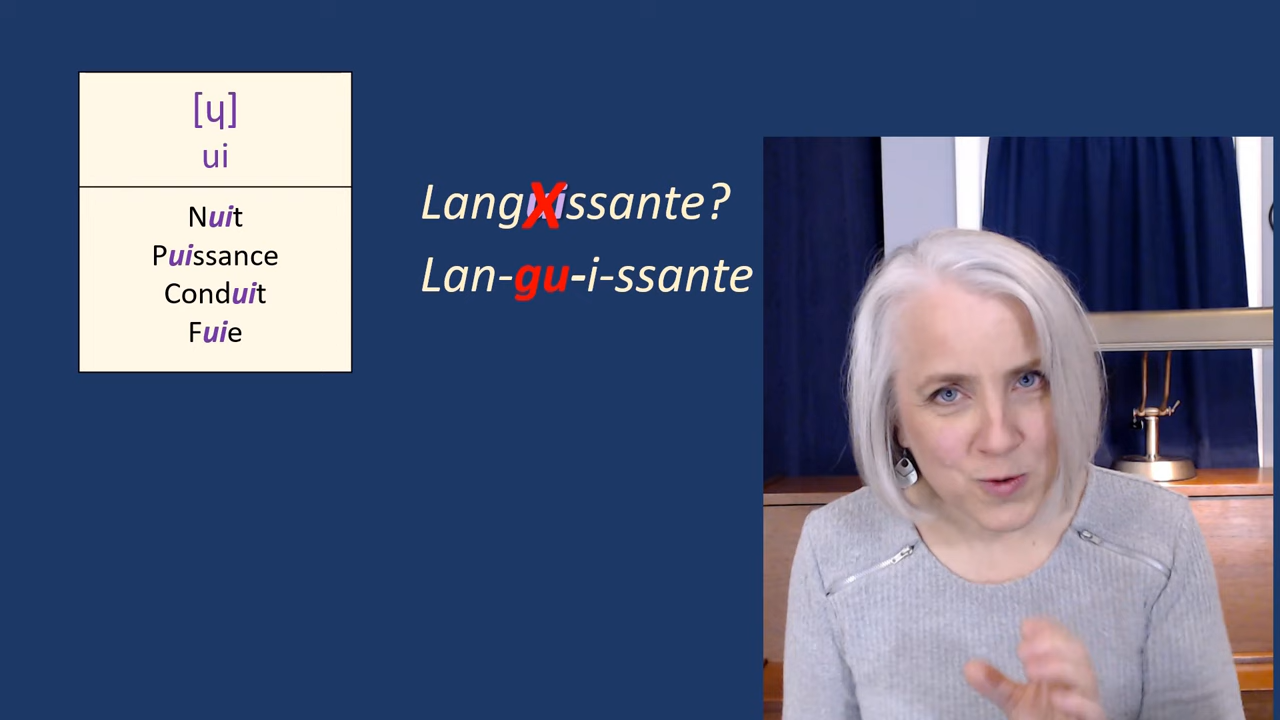 [ɥ]
ui
Nuit
Puissance
Conduit
Fuie
Languissante?
X
Lan-gu-i-ssante